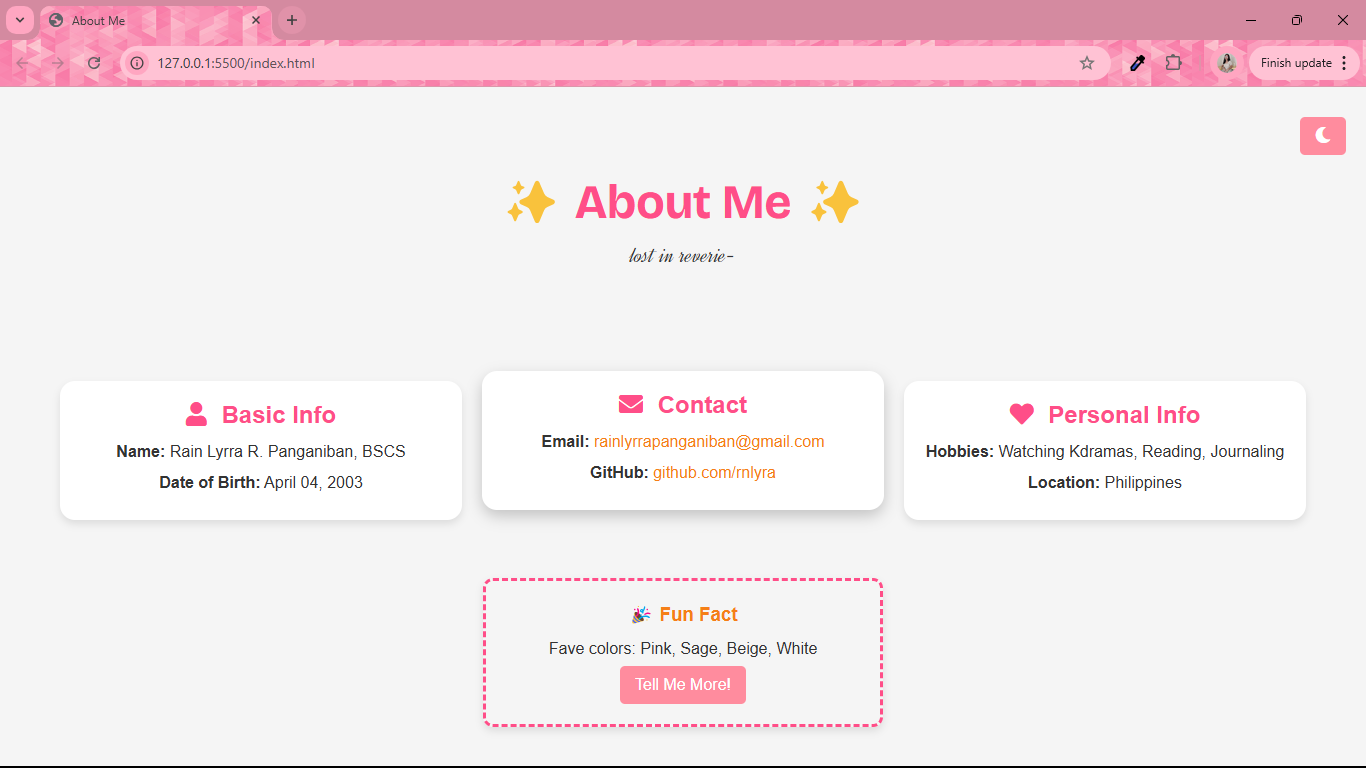 About Me
127.0.0.1:5500/index.html
Finish update
✨ About Me ✨
lost in reverie~
Basic Info
Name: Rain Lyrra R. Panganiban, BSCS
Date of Birth: April 04, 2003
Contact
Email: rainlyrrapanganiban@gmail.com
GitHub: github.com/rnlyra
Personal Info
Hobbies: Watching Kdramas, Reading, Journaling
Location: Philippines
🎉 Fun Fact
Fave colors: Pink, Sage, Beige, White
Tell Me More!